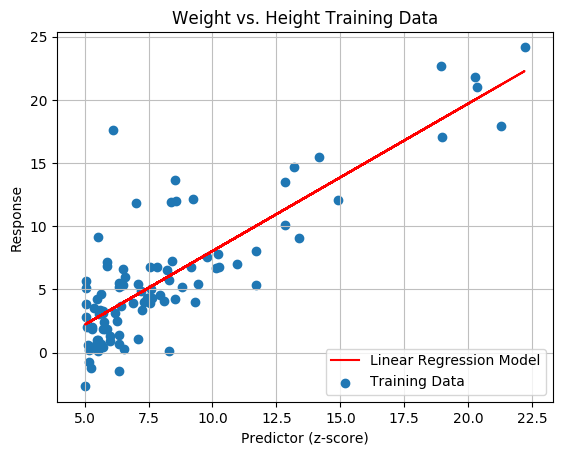 Weight vs. Height Training Data
25
20
15
10
5
0
Response
5.0 7.5 10.0 12.5 15.0 17.5 20.0 22.5
Predictor (z-score)
Linear Regression Model
Training Data